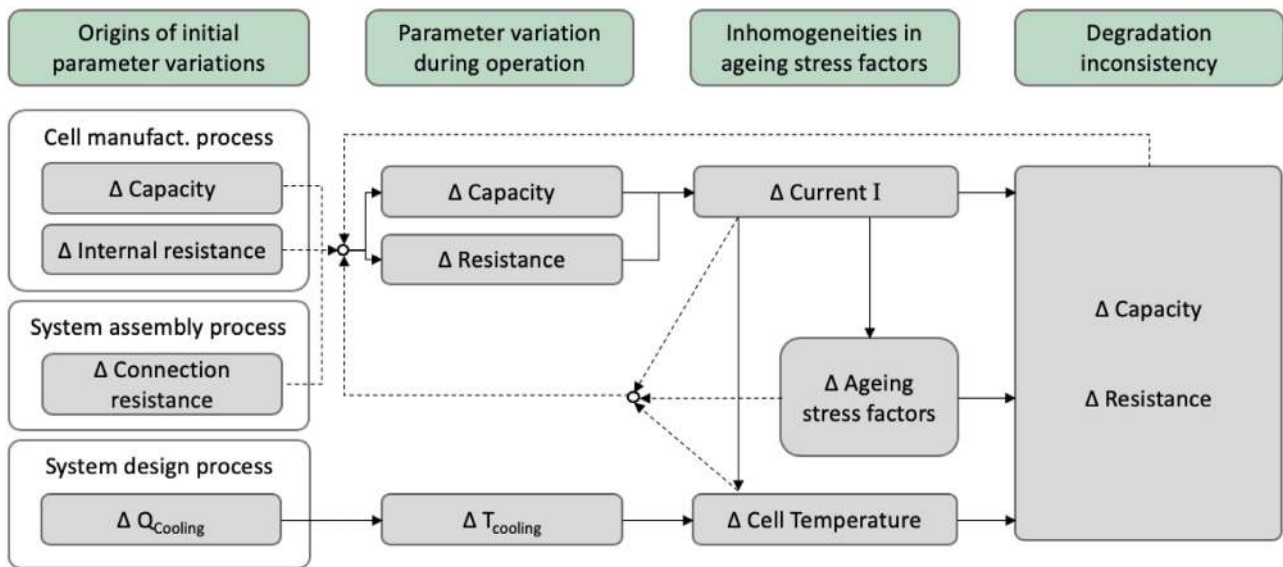 Origins of initial
parameter variations
Parameter variation
during operation
Inhomogeneities in
ageing stress factors
Degradation
inconsistency
Cell manufact. process
Δ Capacity
Δ Internal resistance
System assembly process
Δ Connection
resistance
System design process
Δ QCooling
Δ Capacity
Δ Resistance
Δ Tcooling
Δ Current I
Δ Ageing
stress factors
Δ Cell Temperature
Δ Capacity
Δ Resistance